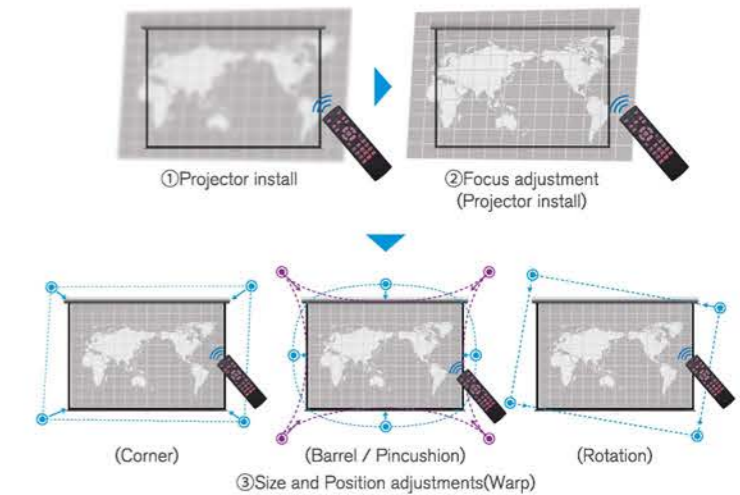 ①Projector install
②Focus adjustment
(Projector install)
(Corner)
(Barrel / Pincushion)
(Rotation)
③Size and Position adjustments(Warp)